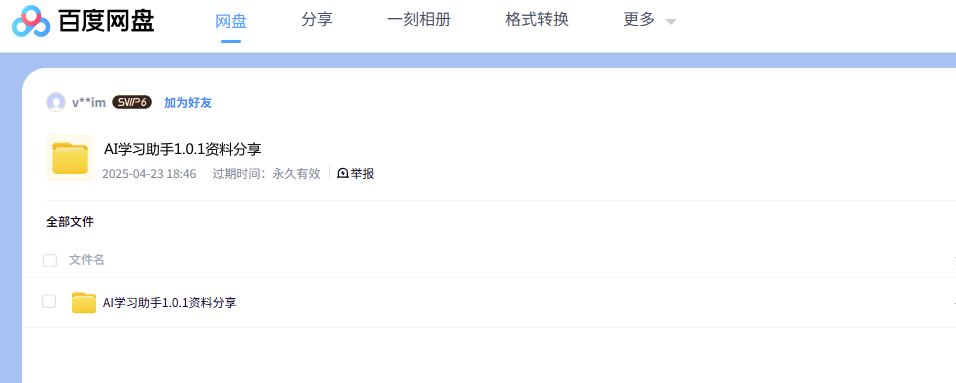 百度网盘 网盘 分享 一刻相册 格式转换 更多
v**im SVIP6 加为好友
AI学习助手1.0.1资料分享
2025-04-23 18:46 过期时间：永久有效 举报
全部文件
文件名
AI学习助手1.0.1资料分享